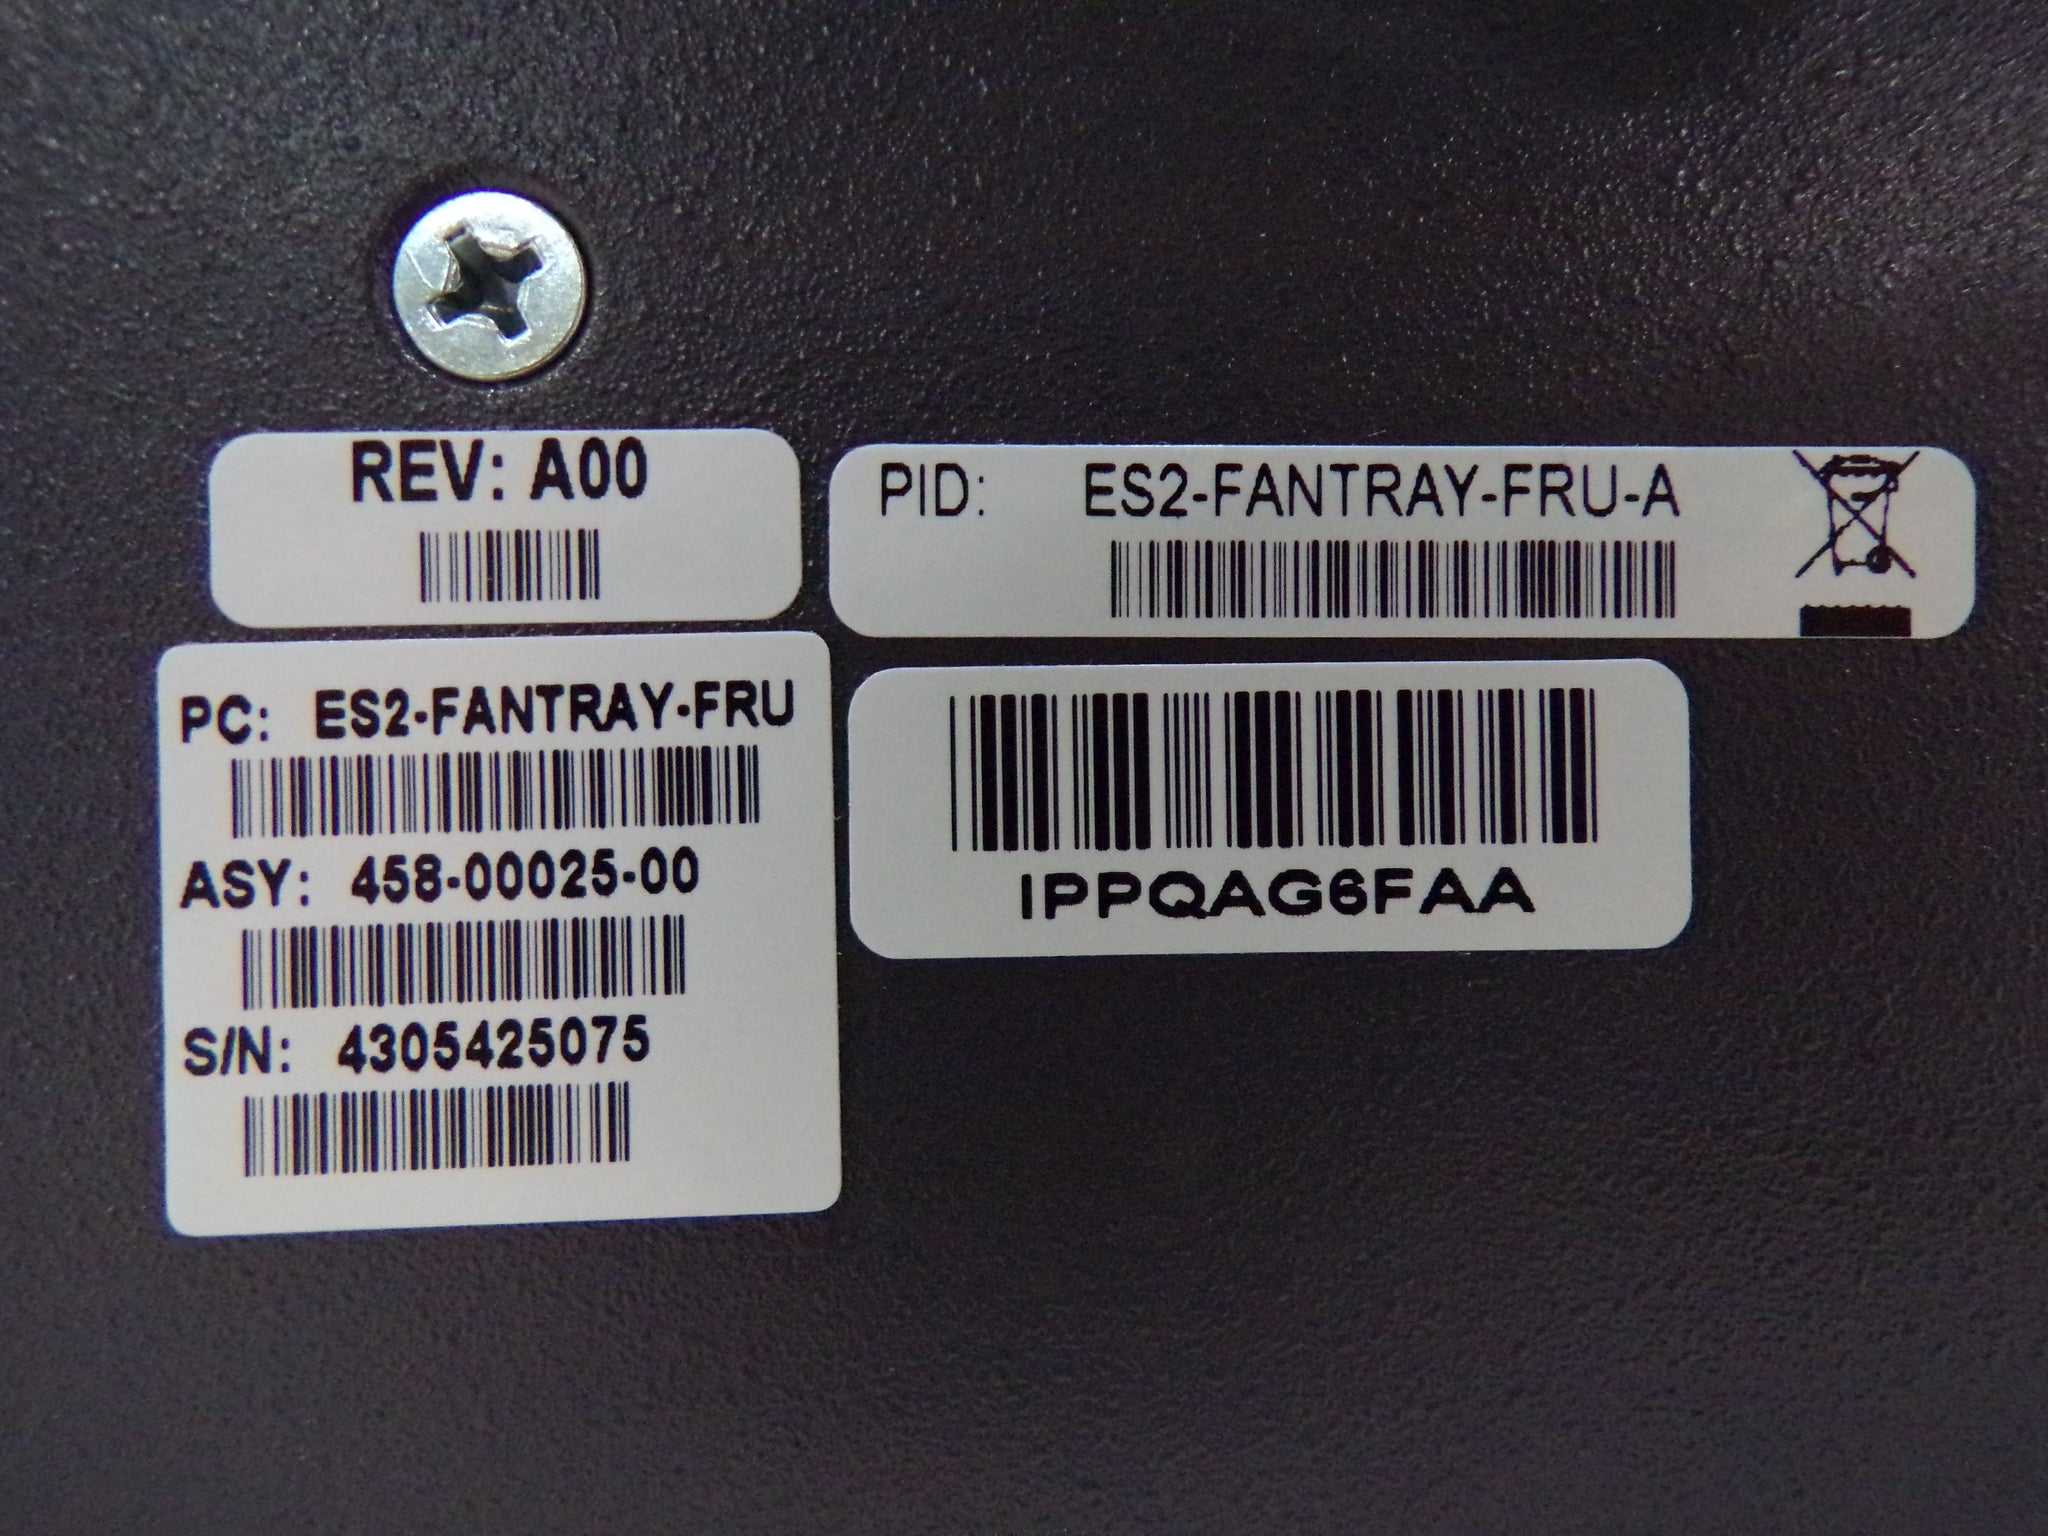 REV: A00
PID: ES2-FANTRAY-FRU-A
PC: ES2-FANTRAY-FRU
ASY: 458-00025-00
S/N: 4305425075
IPPQAG6FAA